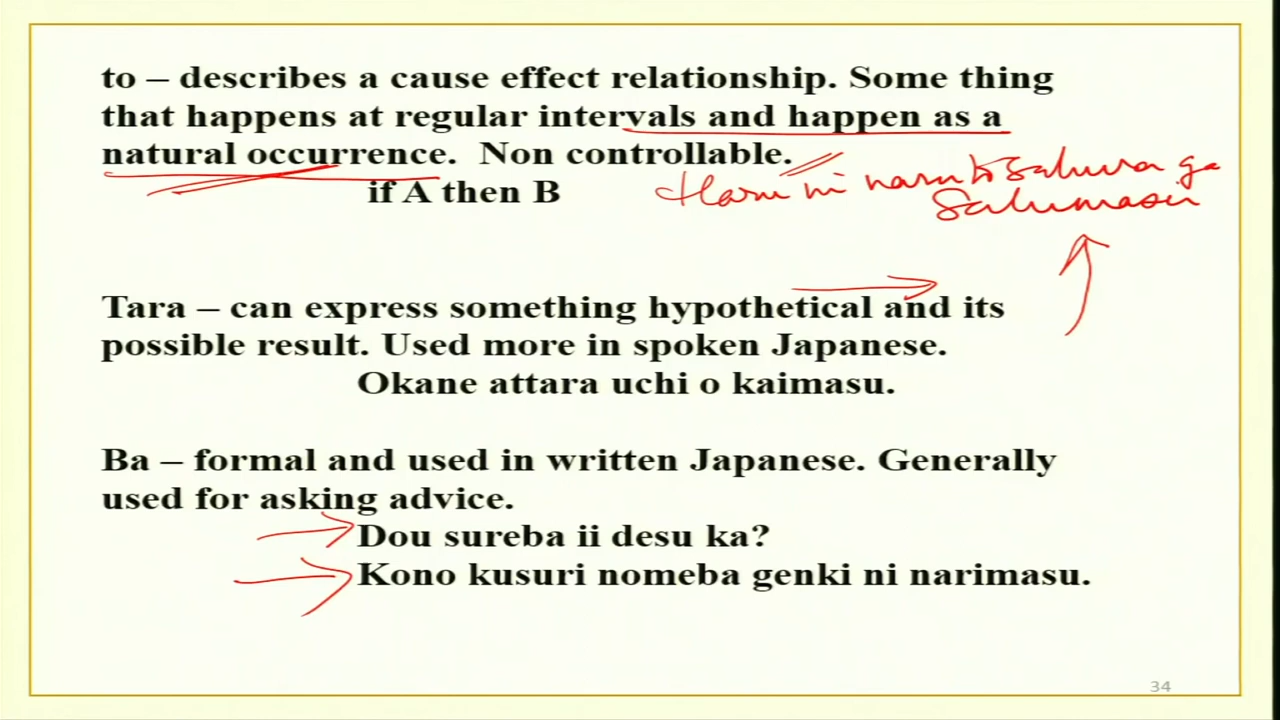 to – describes a cause effect relationship. Some thing
that happens at regular intervals and happen as a
natural occurrence. Non controllable.
if A then B
Haru ni naru to sakura ga
Sakimasu
Tara – can express something hypothetical and its
possible result. Used more in spoken Japanese.
Okane attara uchi o kaimasu.
Ba – formal and used in written Japanese. Generally
used for asking advice.
Dou sureba ii desu ka?
Kono kusuri nomeba genki ni narimasu.
34